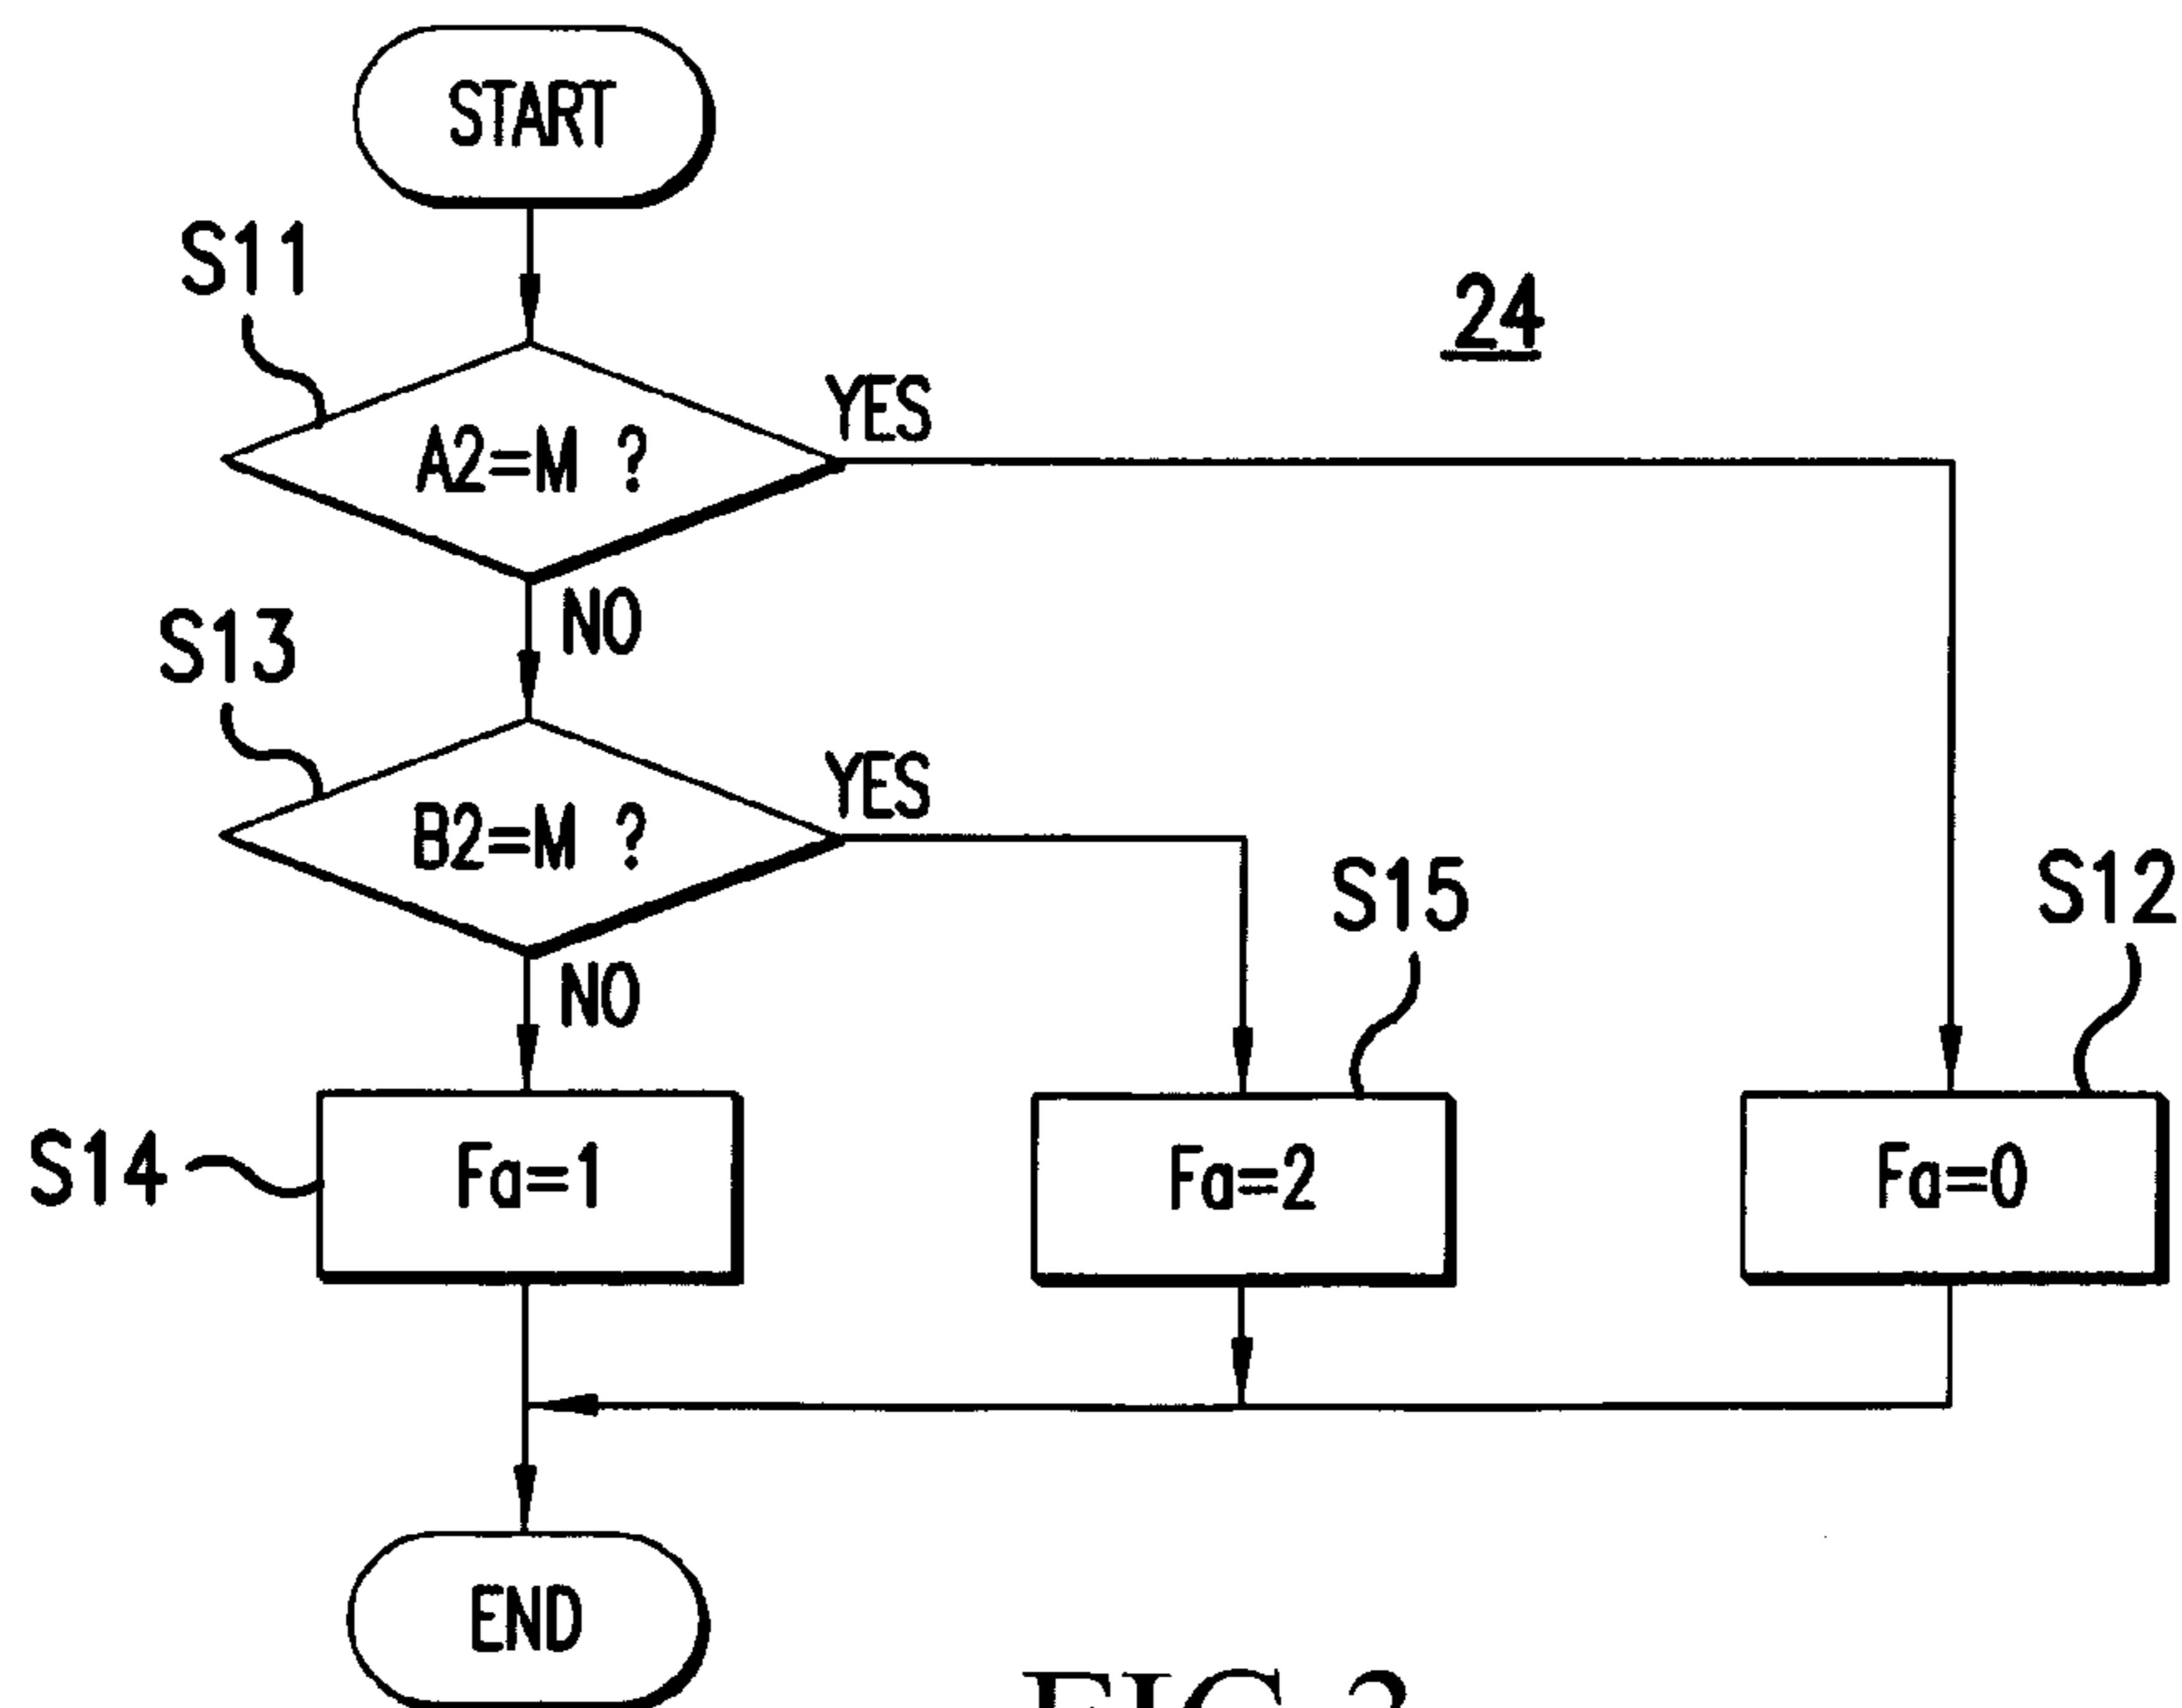 START
S11
24
A2=M ?
YES
NO
S13
B2=M ?
YES
S15
S12
NO
S14
Fa=1
Fa=2
Fa=0
END